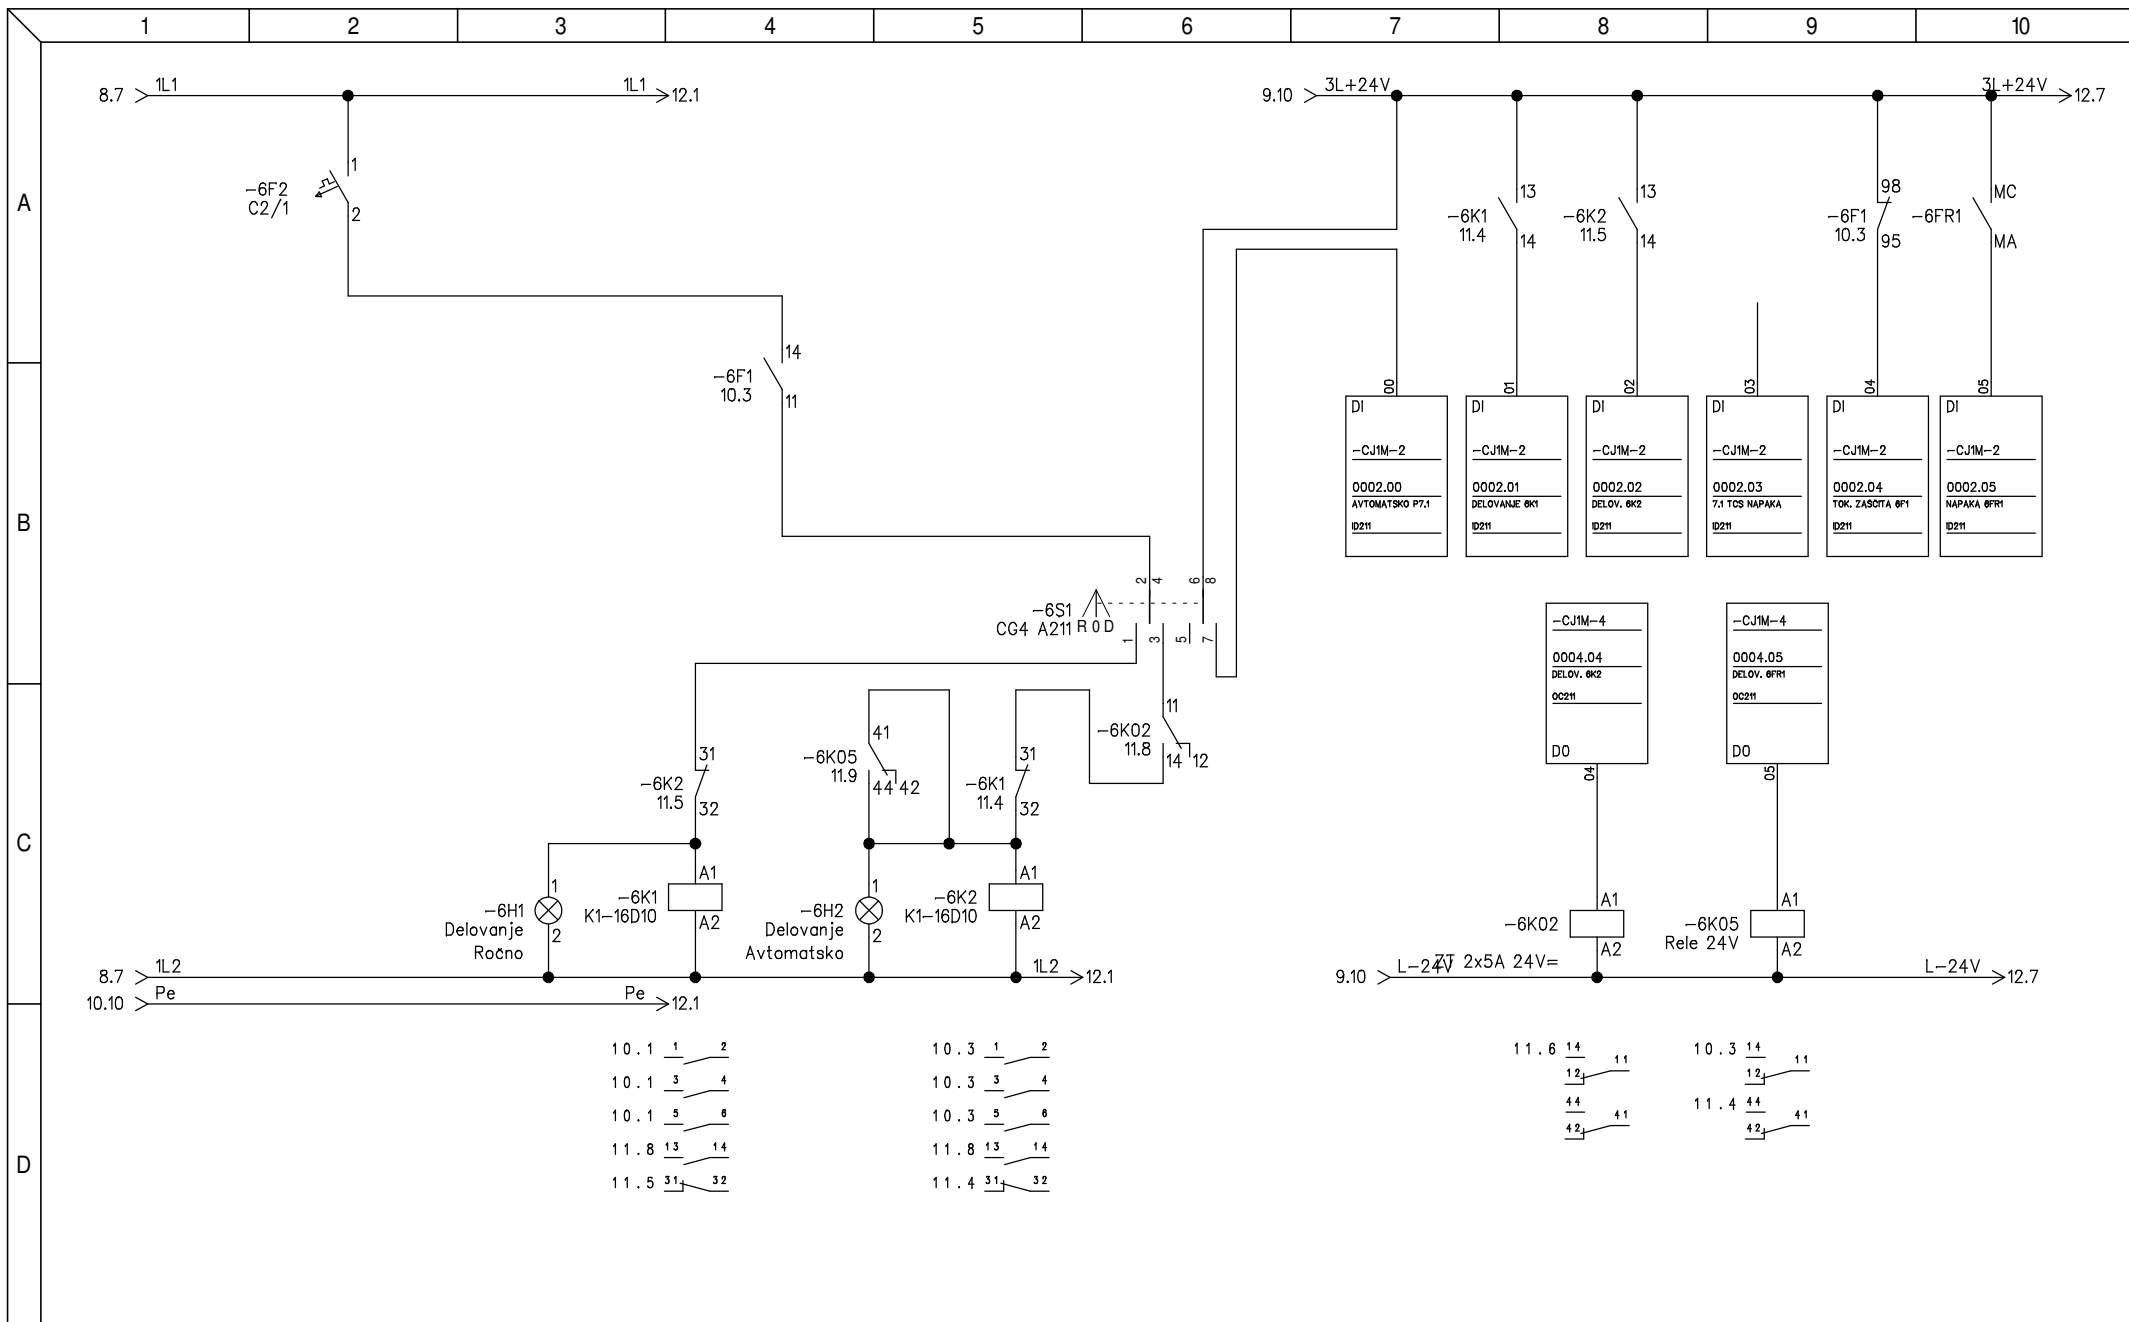 1 2 3 4 5 6 7 8 9 10
A
B
C
D
8.7 1L1 1L1 12.1
9.10 3L+24V 3L+24V 12.7
-6F2
C2/1
1
2
-6F1
10.3
14
11
-6K1
11.4
13
14
-6K2
11.5
13
14
-6F1
10.3
98
95
-6FR1
MC
MA
00
DI
-CJ1M-2
0002.00
AVTOMATSKO P7.1
ID211
01
DI
-CJ1M-2
0002.01
DELOVANJE 6K1
ID211
02
DI
-CJ1M-2
0002.02
DELOV. 6K2
ID211
03
DI
-CJ1M-2
0002.03
7.1 TCS NAPAKA
ID211
04
DI
-CJ1M-2
0002.04
TOK. ZAŠČITA 6F1
ID211
05
DI
-CJ1M-2
0002.05
NAPAKA 6FR1
ID211
-6S1
CG4 A211
R 0 D
2 4 6 8
1 3 5 7
-CJ1M-4
0004.04
DELOV. 6K2
OC211
DO
04
-CJ1M-4
0004.05
DELOV. 6FR1
OC211
DO
05
-6K2
11.5
31
32
-6K05
11.9
41
44 42
-6K1
11.4
31
32
-6K02
11.8
11
14 12
-6H1
Delovanje
Ročno
1
2
-6K1
K1-16D10
A1
A2
-6H2
Delovanje
Avtomatsko
1
2
-6K2
K1-16D10
A1
A2
-6K02
ZT 2x5A 24V=
A1
A2
-6K05
Rele 24V
A1
A2
8.7 1L2 1L2 12.1
9.10 L-24V L-24V 12.7
10.10 Pe Pe 12.1
10.1 1 2
10.1 3 4
10.1 5 6
11.8 13 14
11.5 31 32
10.3 1 2
10.3 3 4
10.3 5 6
11.8 13 14
11.4 31 32
11.6 14
12 11
44
42 41
10.3 14
12 11
11.4 44
42 41